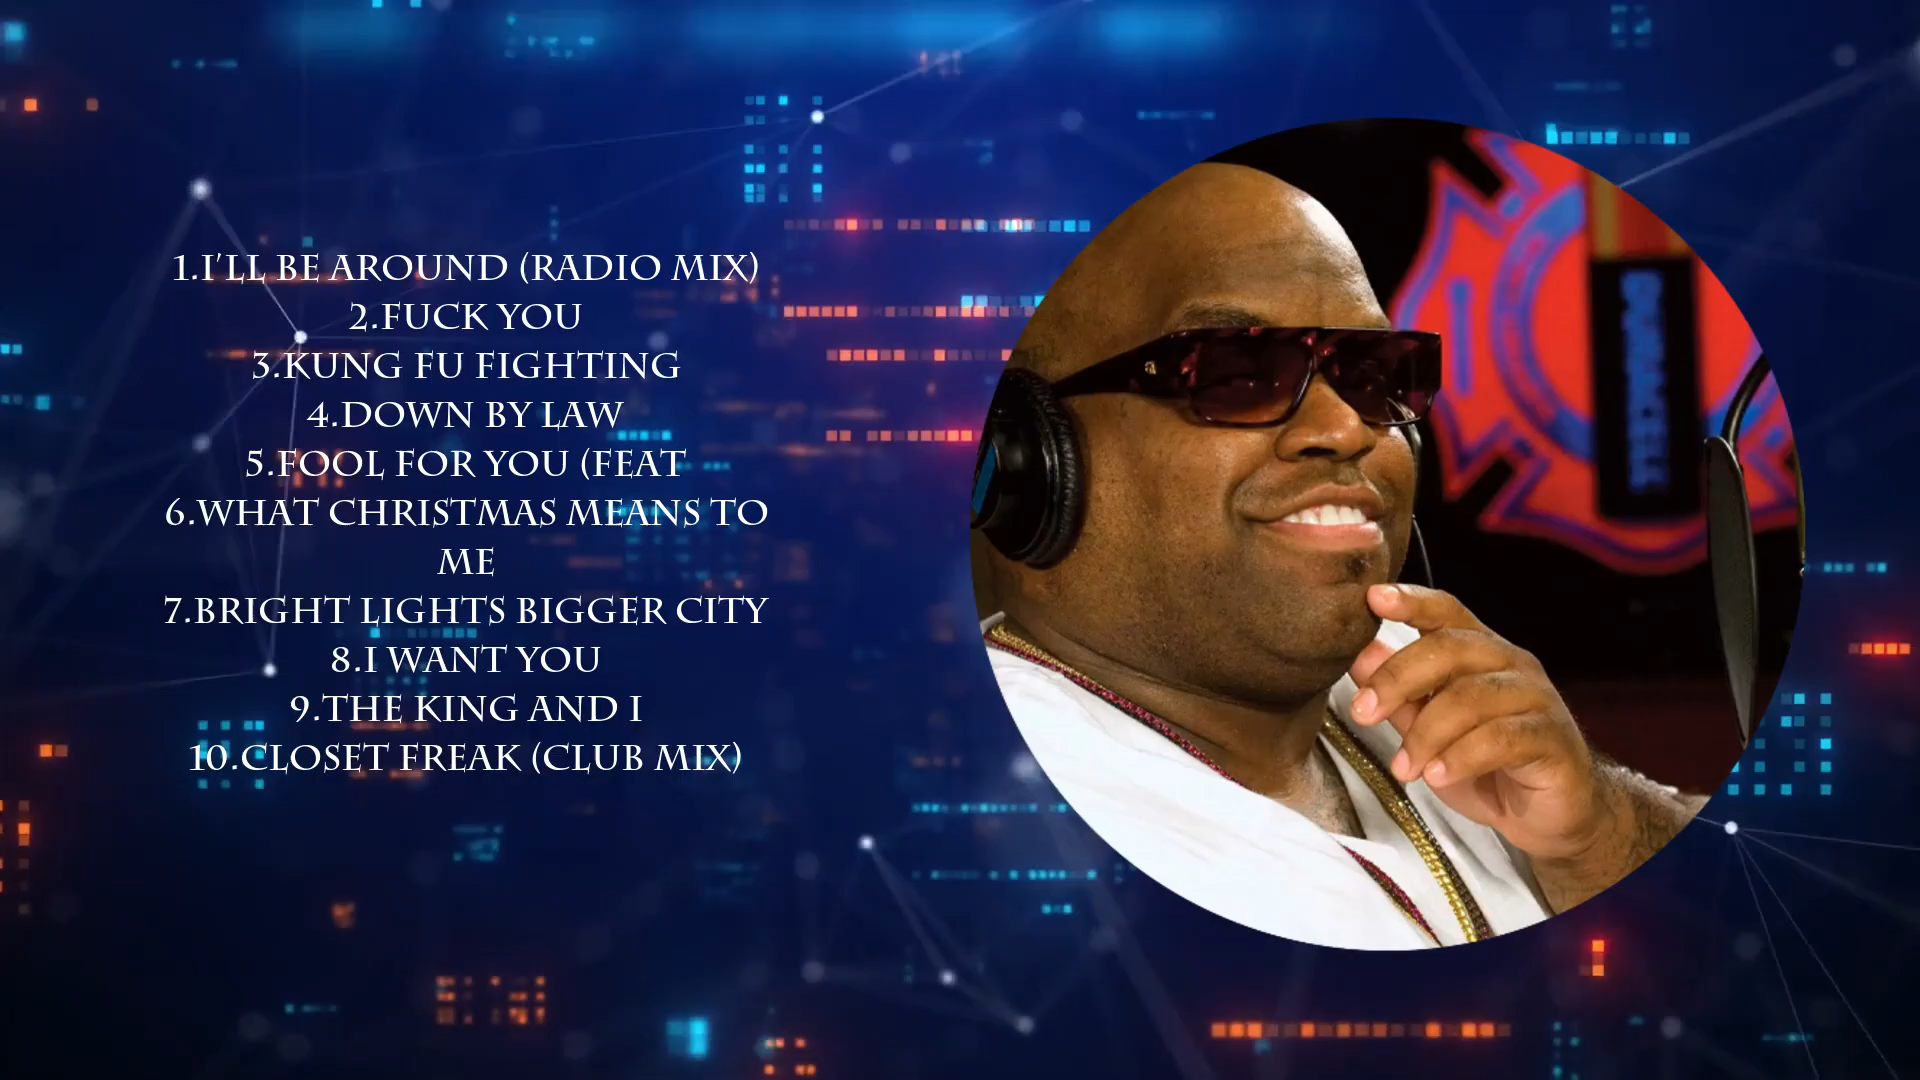 1.I'LL BE AROUND (RADIO MIX)
2.FUCK YOU
3.KUNG FU FIGHTING
4.DOWN BY LAW
5.FOOL FOR YOU (FEAT
6.WHAT CHRISTMAS MEANS TO
ME
7.BRIGHT LIGHTS BIGGER CITY
8.I WANT YOU
9.THE KING AND I
10.CLOSET FREAK (CLUB MIX)